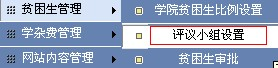 贫困生管理
学院贫困生比例设置
学杂费管理
评议小组设置
网站内容管理
贫困生审批